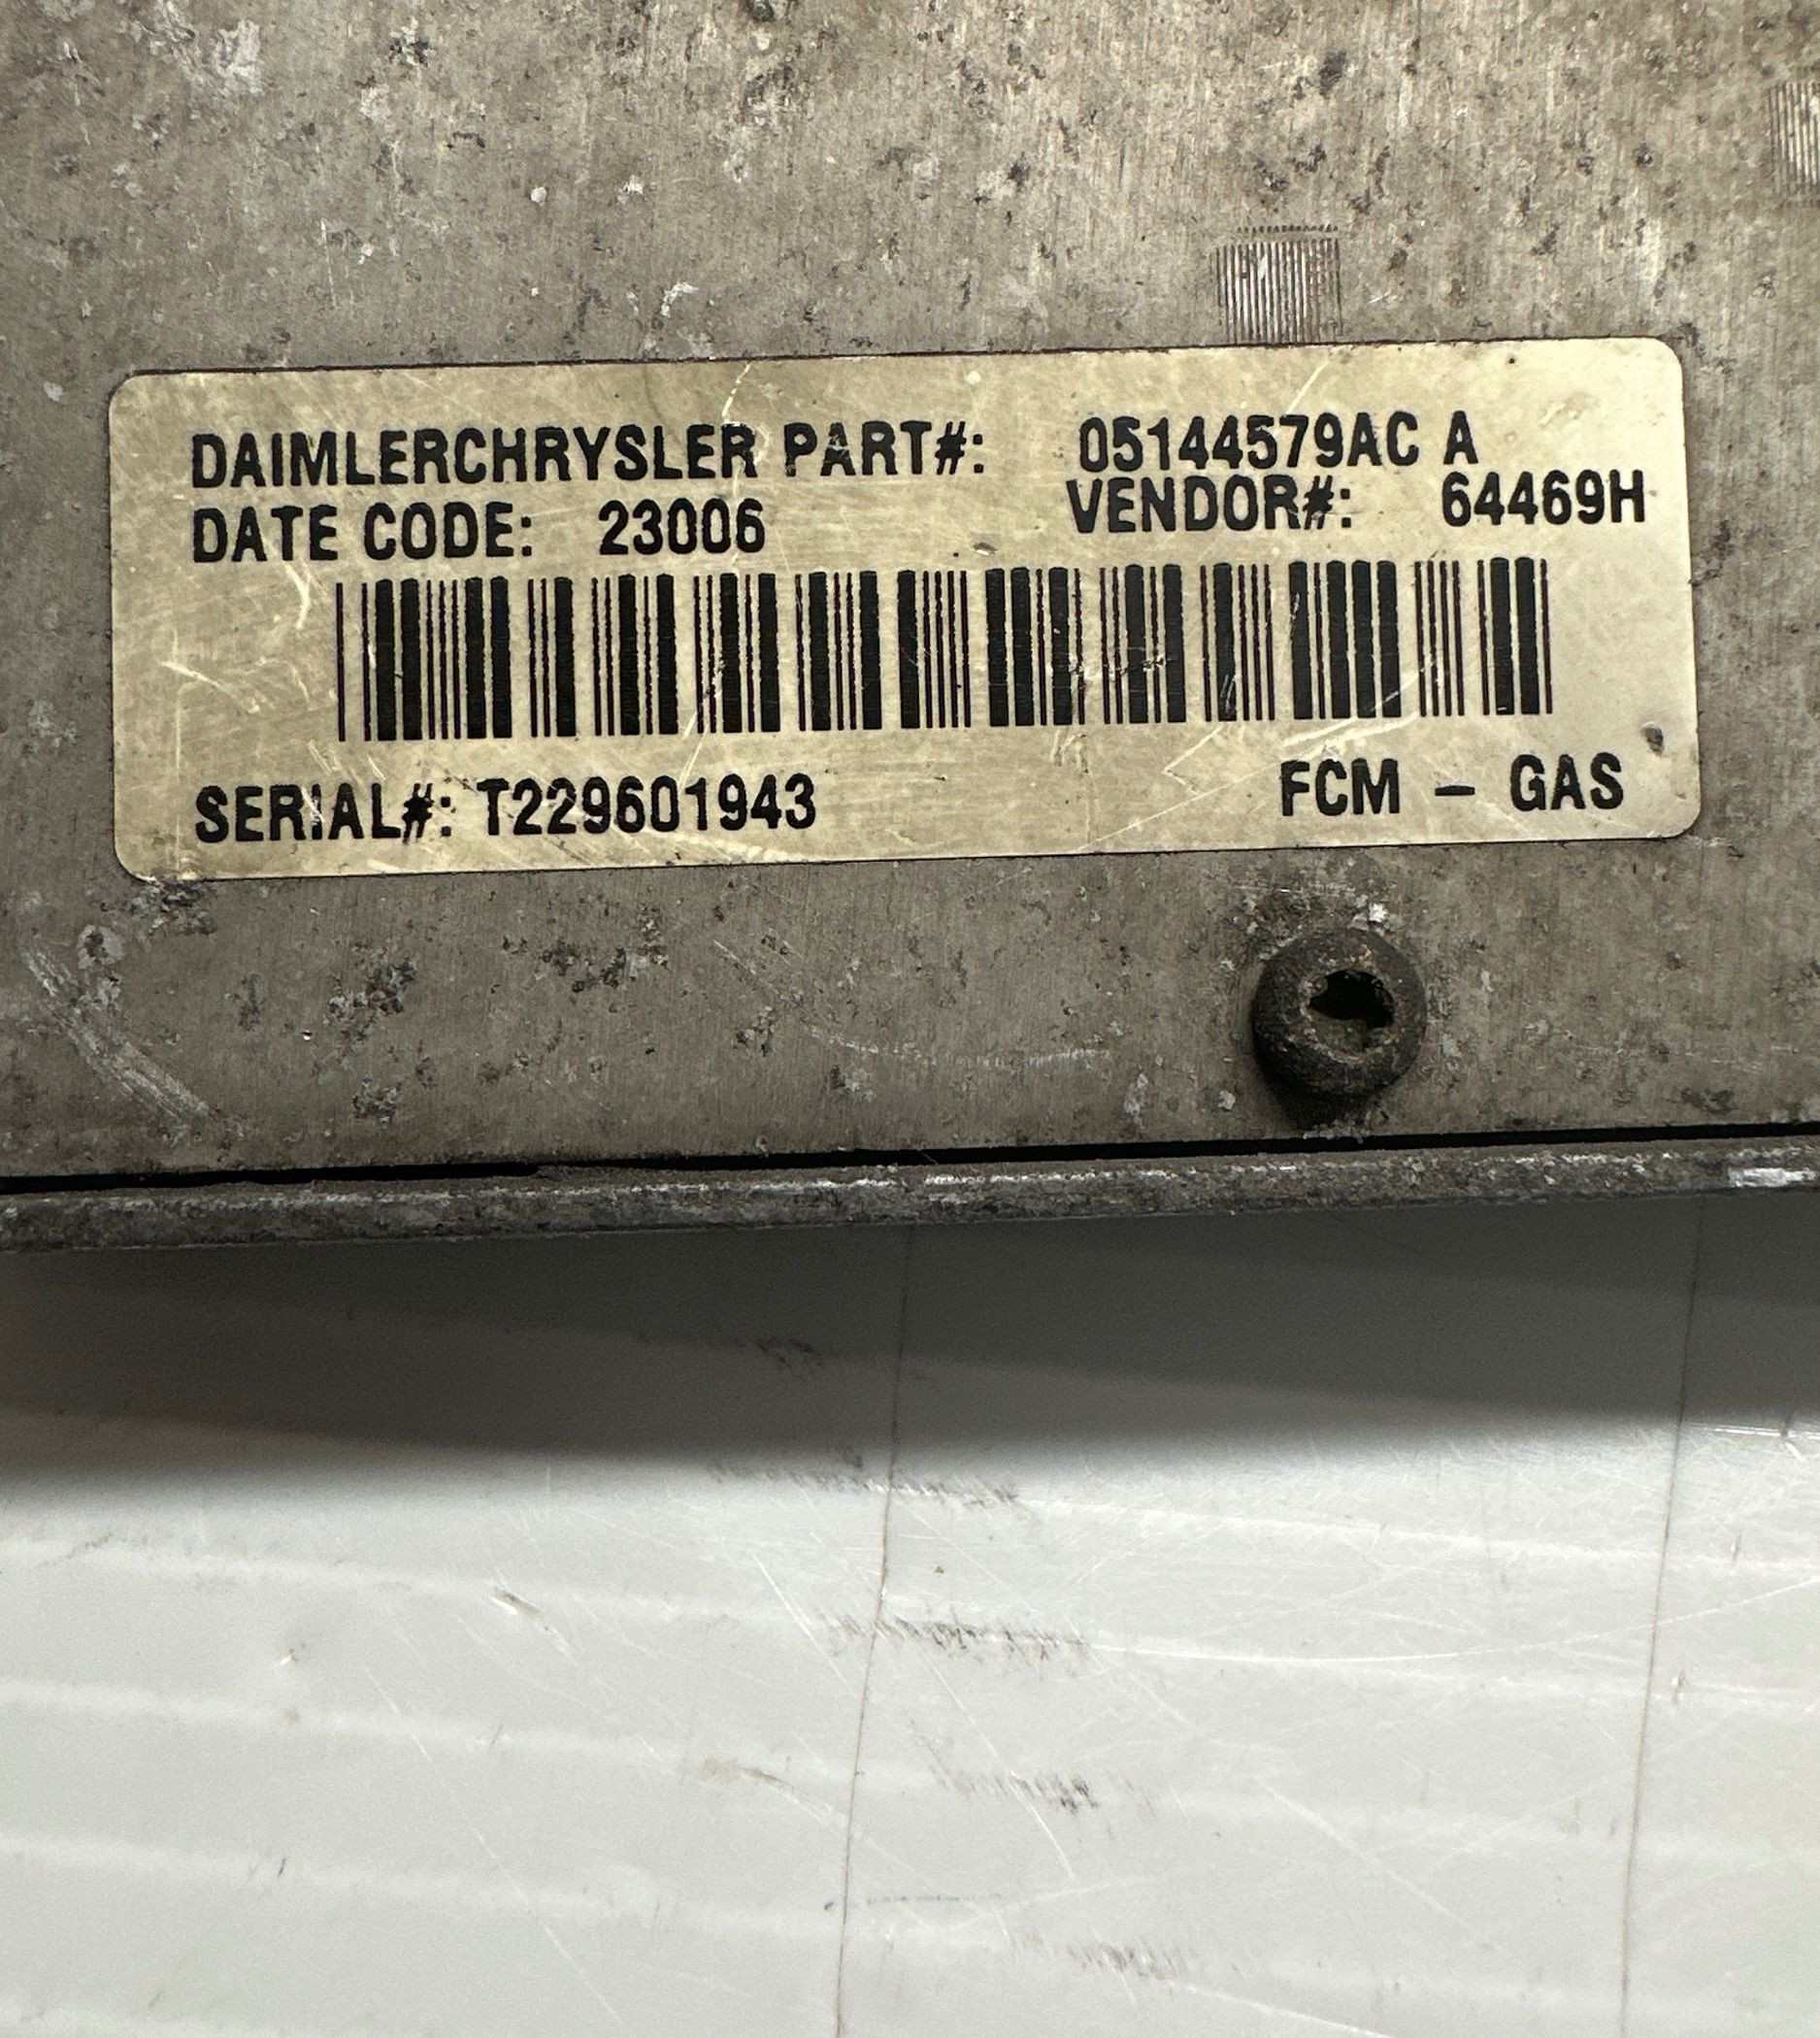 DAIMLERCHRYSLER PART#: 05144579AC A
DATE CODE: 23006 VENDOR#: 64469H
SERIAL#: T229601943 FCM - GAS